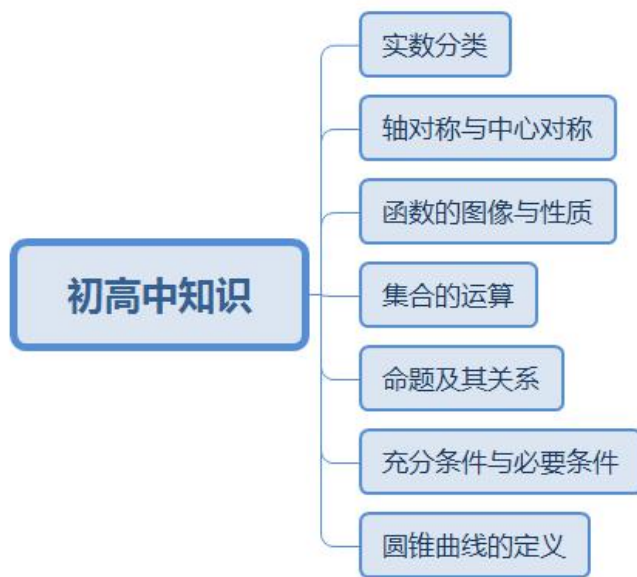 初高中知识
实数分类
轴对称与中心对称
函数的图像与性质
集合的运算
命题及其关系
充分条件与必要条件
圆锥曲线的定义